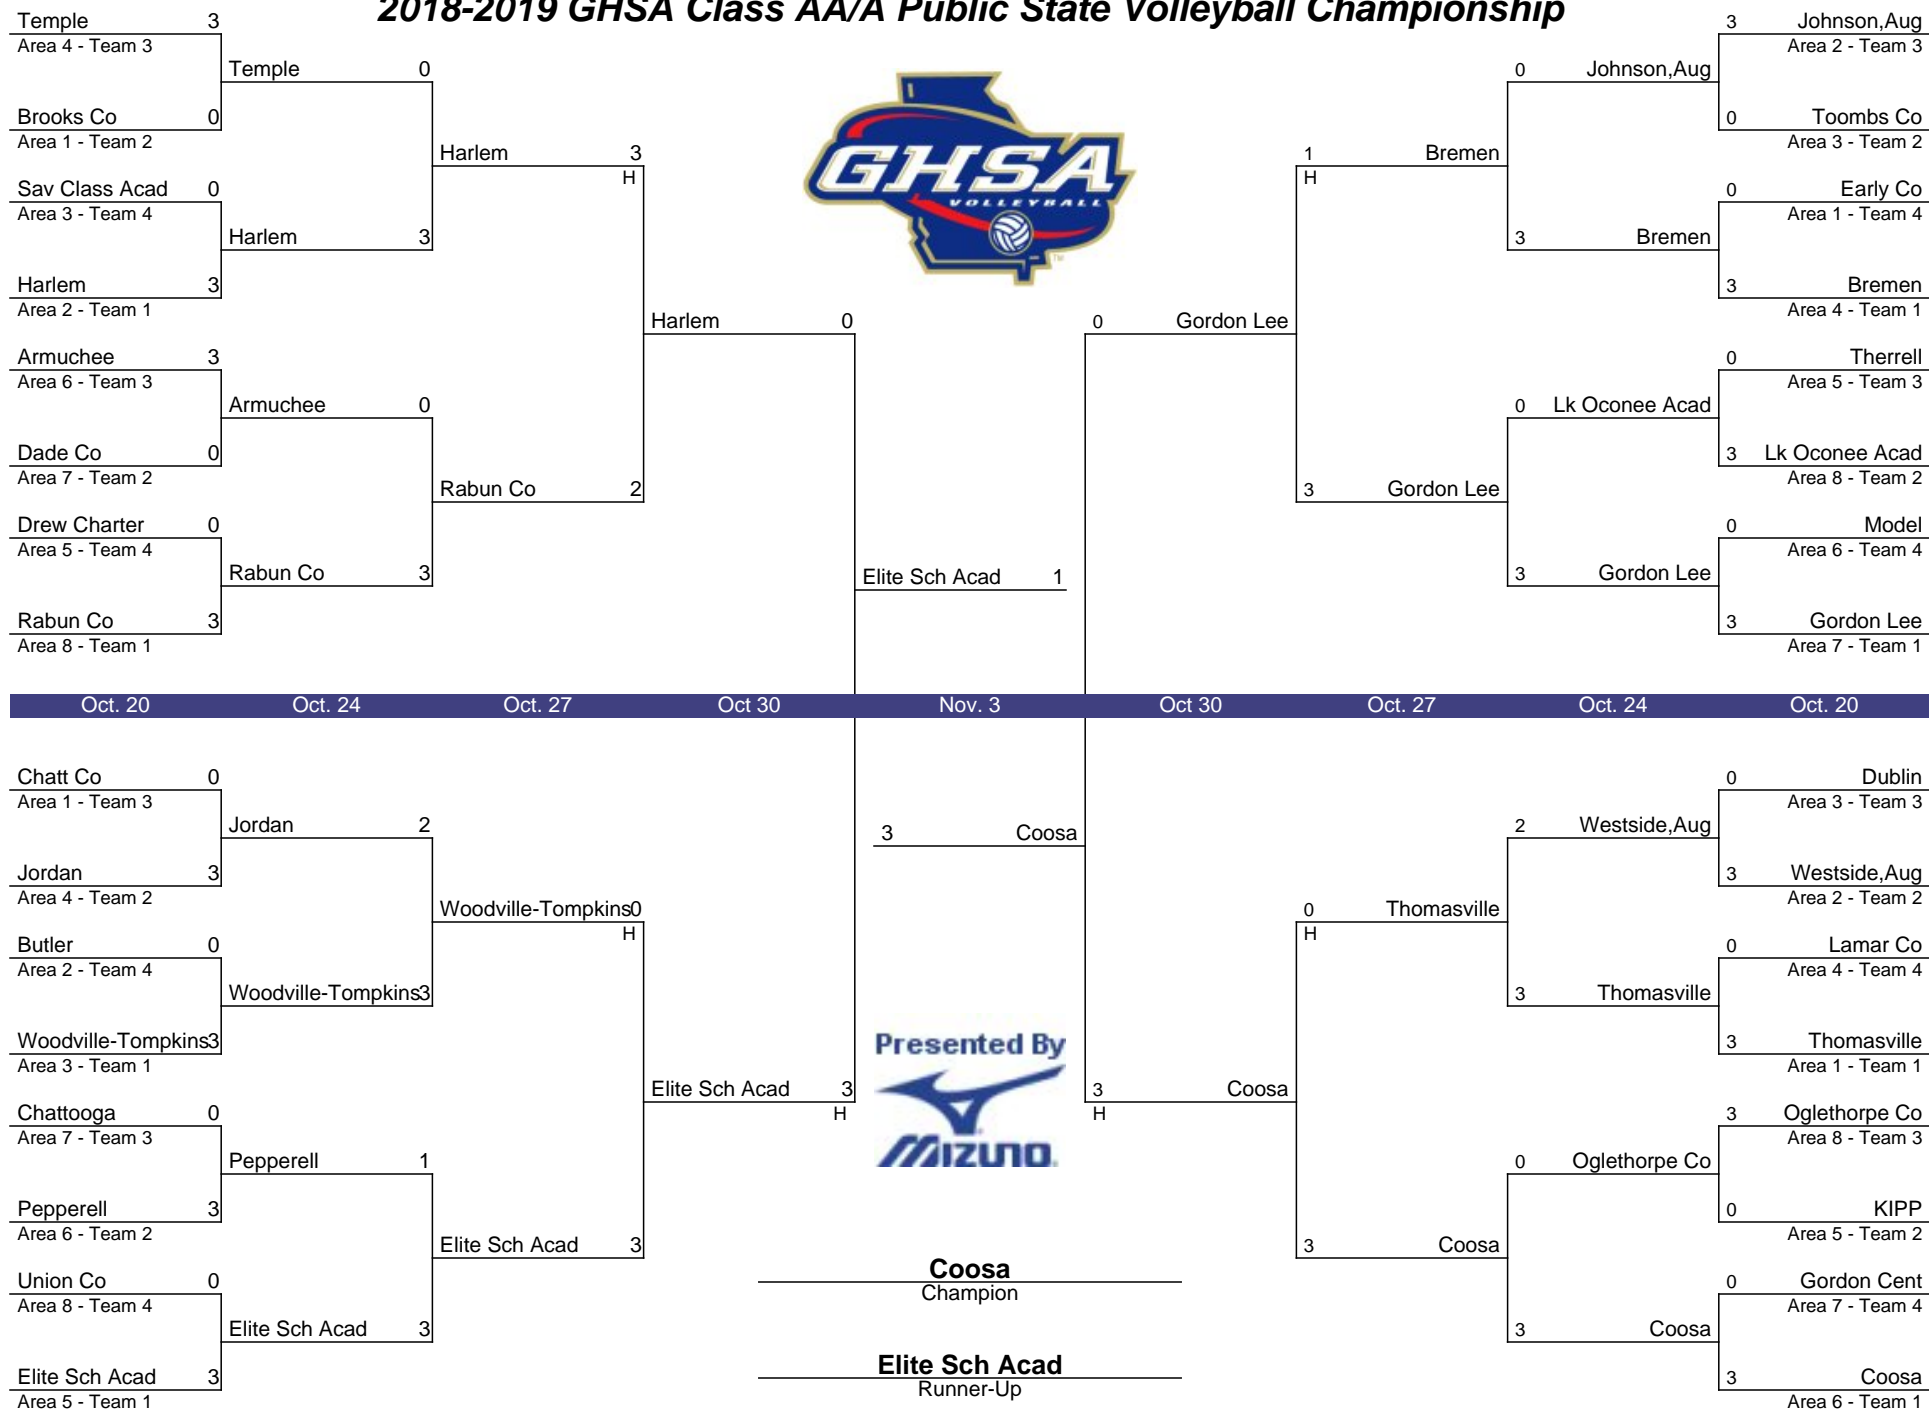 2018-2019 GHSA Class AA/A Public State Volleyball Championship
Temple 3
Area 4 - Team 3
Brooks Co 0
Area 1 - Team 2
Sav Class Acad 0
Area 3 - Team 4
Harlem 3
Area 2 - Team 1
Armuchee 3
Area 6 - Team 3
Dade Co 0
Area 7 - Team 2
Drew Charter 0
Area 5 - Team 4
Rabun Co 3
Area 8 - Team 1
Temple 0
Harlem 3
Armuchee 0
Rabun Co 3
Harlem 3
H
Rabun Co 2
Harlem 0
Elite Sch Acad 1
GHSA
VOLLEYBALL
TM
0 Gordon Lee
1 Bremen
H
3 Gordon Lee
0 Johnson,Aug
3 Bremen
0 Lk Oconee Acad
3 Gordon Lee
3 Johnson,Aug
Area 2 - Team 3
0 Toombs Co
Area 3 - Team 2
0 Early Co
Area 1 - Team 4
3 Bremen
Area 4 - Team 1
0 Therrell
Area 5 - Team 3
3 Lk Oconee Acad
Area 8 - Team 2
0 Model
Area 6 - Team 4
3 Gordon Lee
Area 7 - Team 1
Oct. 20 Oct. 24 Oct. 27 Oct 30 Nov. 3 Oct 30 Oct. 27 Oct. 24 Oct. 20
Chatt Co 0
Area 1 - Team 3
Jordan 3
Area 4 - Team 2
Butler 0
Area 2 - Team 4
Woodville-Tompkins3
Area 3 - Team 1
Chattooga 0
Area 7 - Team 3
Pepperell 3
Area 6 - Team 2
Union Co 0
Area 8 - Team 4
Elite Sch Acad 3
Area 5 - Team 1
Jordan 2
Woodville-Tompkins3
Pepperell 1
Elite Sch Acad 3
Woodville-Tompkins0
H
Elite Sch Acad 3
Elite Sch Acad 3
H
3 Coosa
Presented By
MIZUNO
Coosa
Champion
Elite Sch Acad
Runner-Up
3 Coosa
H
0 Thomasville
H
3 Coosa
2 Westside,Aug
3 Thomasville
0 Oglethorpe Co
3 Coosa
0 Dublin
Area 3 - Team 3
3 Westside,Aug
Area 2 - Team 2
0 Lamar Co
Area 4 - Team 4
3 Thomasville
Area 1 - Team 1
3 Oglethorpe Co
Area 8 - Team 3
0 KIPP
Area 5 - Team 2
0 Gordon Cent
Area 7 - Team 4
3 Coosa
Area 6 - Team 1